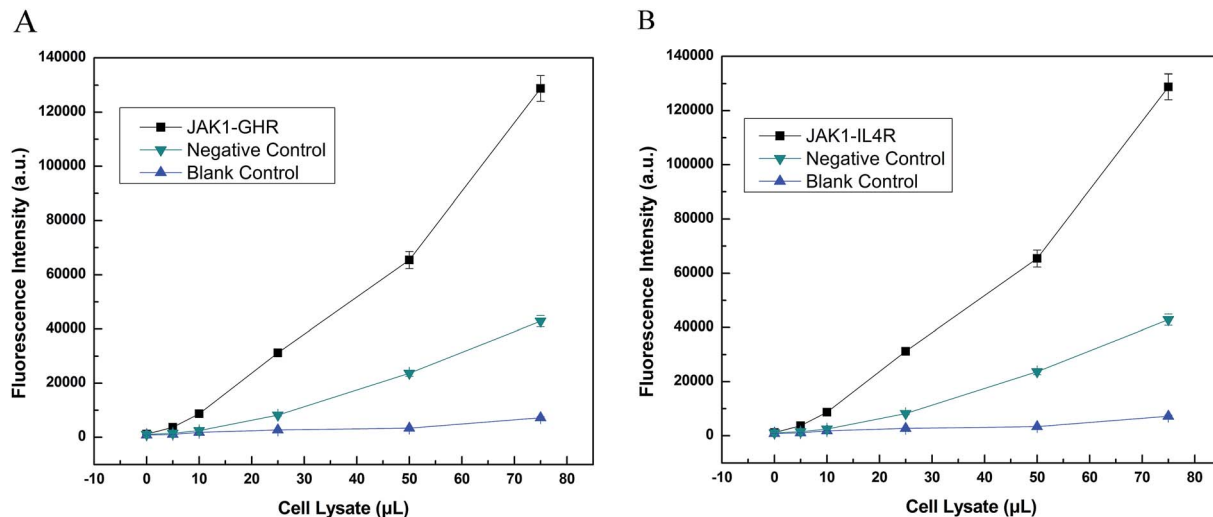 A
Fluorescence Intensity (a.u.)
140000
120000
100000
80000
60000
40000
20000
0
JAK1-GHR
Negative Control
Blank Control
-10 0 10 20 30 40 50 60 70 80
Cell Lysate (µL)
B
Fluorescence Intensity (a.u.)
140000
120000
100000
80000
60000
40000
20000
0
JAK1-IL4R
Negative Control
Blank Control
-10 0 10 20 30 40 50 60 70 80
Cell Lysate (µL)